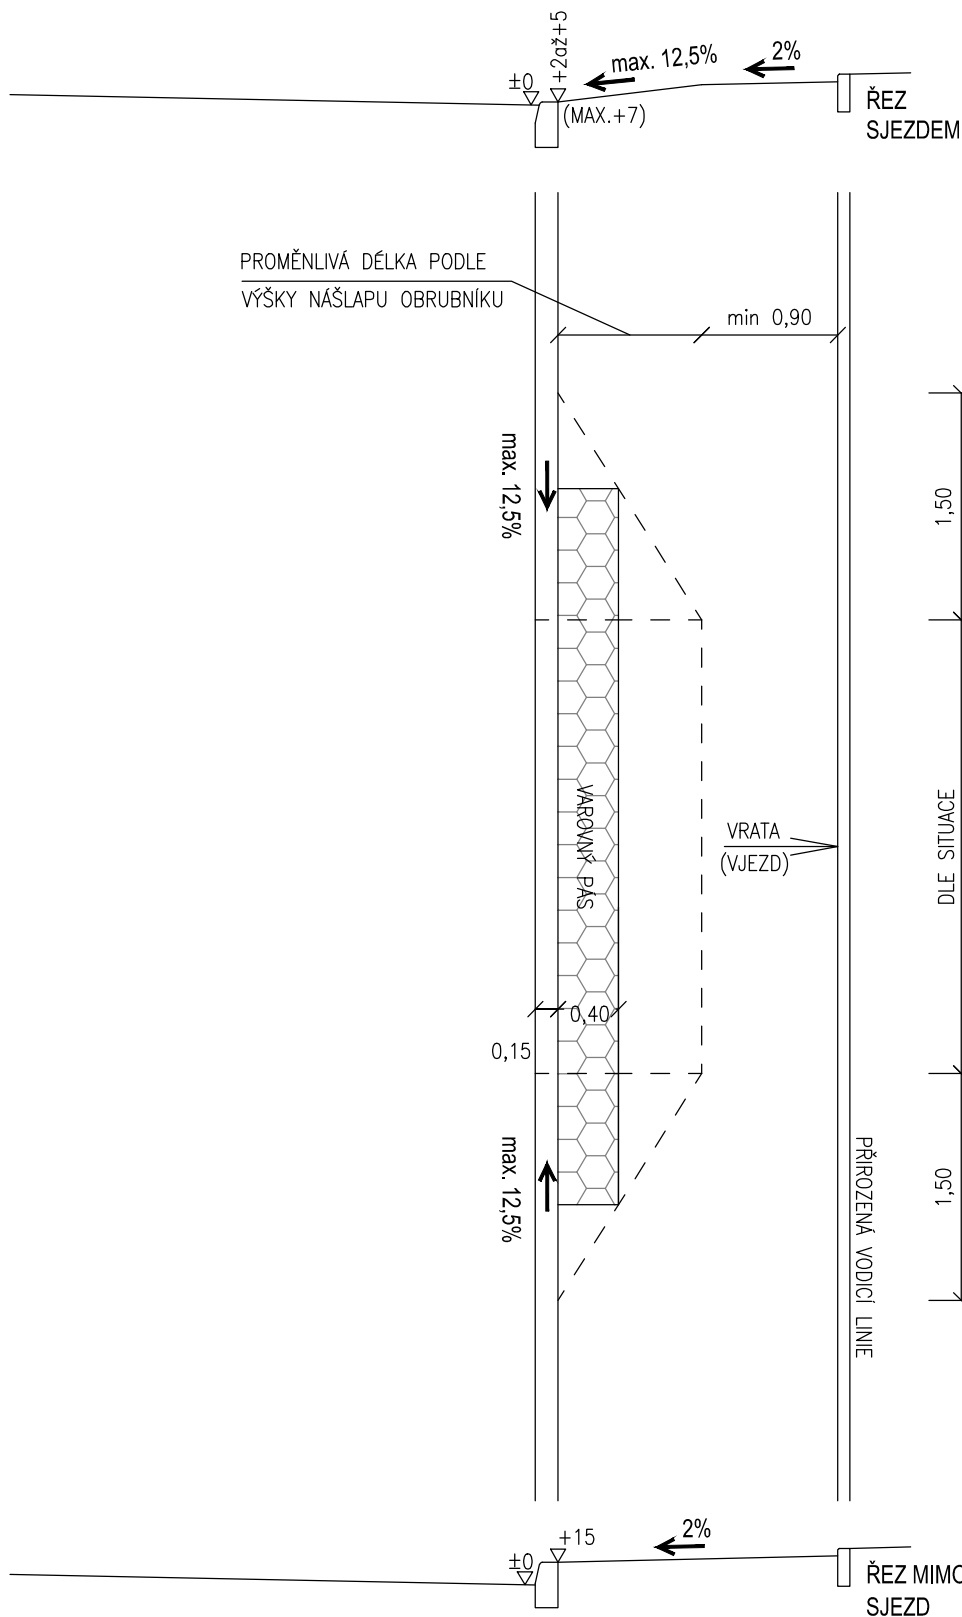 ±0
+2až+5
max. 12,5%
2%
(MAX.+7)
ŘEZ
SJEZDEM
PROMĚNLIVÁ DÉLKA PODLE
VÝŠKY NÁŠLAPU OBRUBNÍKU
min 0,90
max. 12,5%
1,50
VAROVNÝ PÁS
VRATA
(VJEZD)
DLE SITUACE
0,40
0,15
max. 12,5%
PŘIROZENÁ VODICÍ LINIE
1,50
±0
+15
2%
ŘEZ MIMO
SJEZD